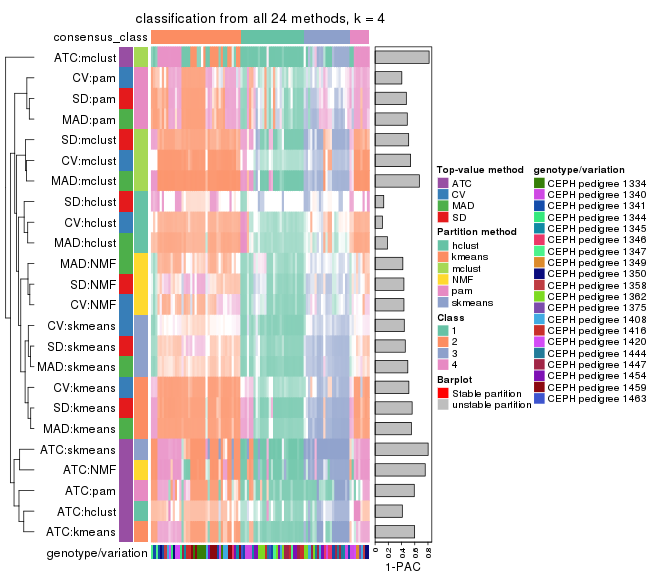 classification from all 24 methods, k = 4
consensus_class
ATC:mclust
CV:pam
SD:pam
MAD:pam
SD:mclust
CV:mclust
MAD:mclust
SD:hclust
CV:hclust
MAD:hclust
MAD:NMF
SD:NMF
CV:NMF
CV:skmeans
SD:skmeans
MAD:skmeans
CV:kmeans
SD:kmeans
MAD:kmeans
ATC:skmeans
ATC:NMF
ATC:pam
ATC:hclust
ATC:kmeans
genotype/variation
0
0.2
0.4
0.6
0.8
1-PAC
Top-value method
ATC
CV
MAD
SD
Partition method
hclust
kmeans
mclust
NMF
pam
skmeans
Class
1
2
3
4
Barplot
Stable partition
unstable partition
genotype/variation
CEPH pedigree 1334
CEPH pedigree 1340
CEPH pedigree 1341
CEPH pedigree 1344
CEPH pedigree 1345
CEPH pedigree 1346
CEPH pedigree 1347
CEPH pedigree 1349
CEPH pedigree 1350
CEPH pedigree 1358
CEPH pedigree 1362
CEPH pedigree 1375
CEPH pedigree 1408
CEPH pedigree 1416
CEPH pedigree 1420
CEPH pedigree 1444
CEPH pedigree 1447
CEPH pedigree 1454
CEPH pedigree 1459
CEPH pedigree 1463